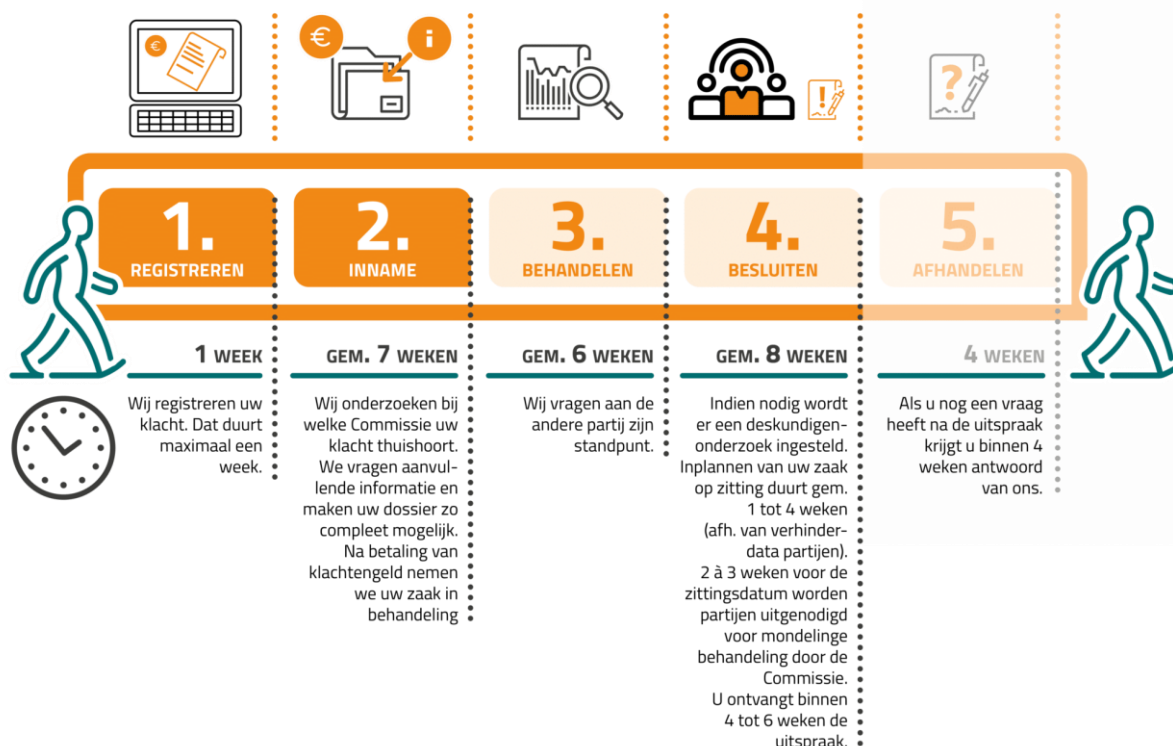 €
€
i
!
?
1.
REGISTREREN
2.
INNAME
3.
BEHANDELEN
4.
BESLUITEN
5.
AFHANDELEN
1 WEEK
Wij registreren uw
klacht. Dat duurt
maximaal een
week.
GEM. 7 WEKEN
Wij onderzoeken bij
welke Commissie uw
klacht thuishoort.
We vragen aanvul-
lende informatie en
maken uw dossier zo
compleet mogelijk.
Na betaling van
klachtengeld nemen
we uw zaak in
behandeling
GEM. 6 WEKEN
Wij vragen aan de
andere partij zijn
standpunt.
GEM. 8 WEKEN
Indien nodig wordt
er een deskundigen-
onderzoek ingesteld.
Inplannen van uw zaak
op zitting duurt gem.
1 tot 4 weken
(afh. van verhinder-
data partijen).
2 à 3 weken voor de
zittingsdatum worden
partijen uitgenodigd
voor mondelinge
behandeling door de
Commissie.
U ontvangt binnen
4 tot 6 weken de
uitspraak.
4 WEKEN
Als u nog een vraag
heeft na de uitspraak
krijgt u binnen 4
weken antwoord
van ons.